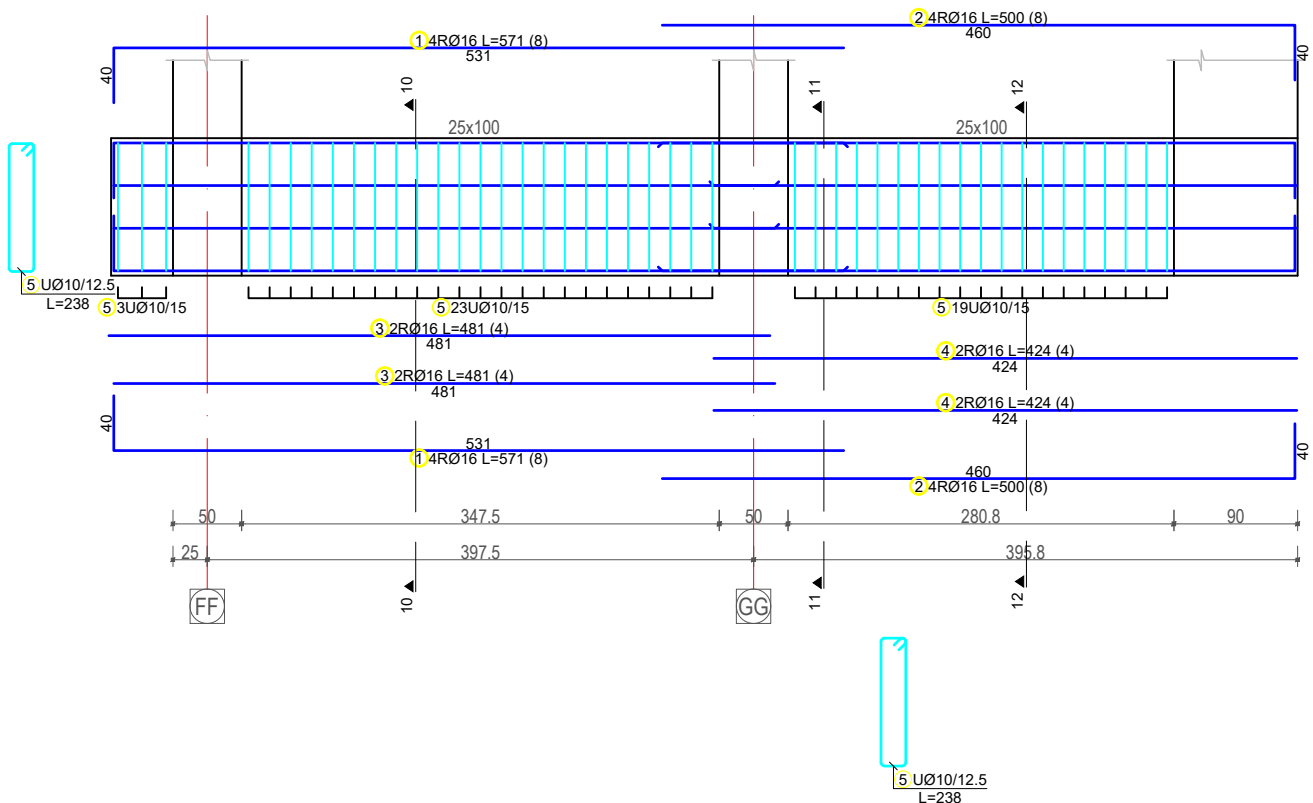 2 4RØ16 L=500 (8)
460
40
1 4RØ16 L=571 (8)
531
40
10
11
12
25x100
25x100
5 UØ10/12.5
L=238
5 3UØ10/15
5 23UØ10/15
5 19UØ10/15
3 2RØ16 L=481 (4)
481
4 2RØ16 L=424 (4)
424
3 2RØ16 L=481 (4)
481
4 2RØ16 L=424 (4)
424
40
531
1 4RØ16 L=571 (8)
40
460
2 4RØ16 L=500 (8)
50
347.5
50
280.8
90
25
397.5
395.8
10
11
12
FF
GG
5 UØ10/12.5
L=238